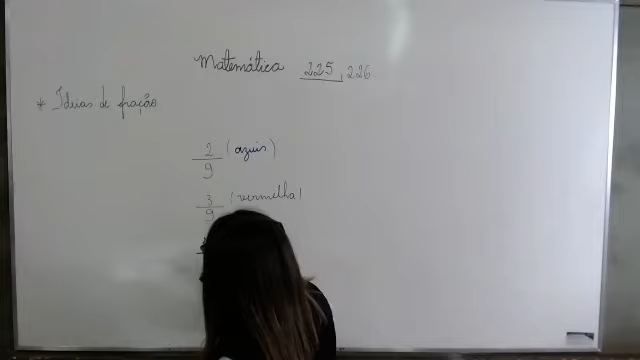 Matemática 225, 226.
* Ideias de fração
2/9 (azuis)
3/9 (vermelha)